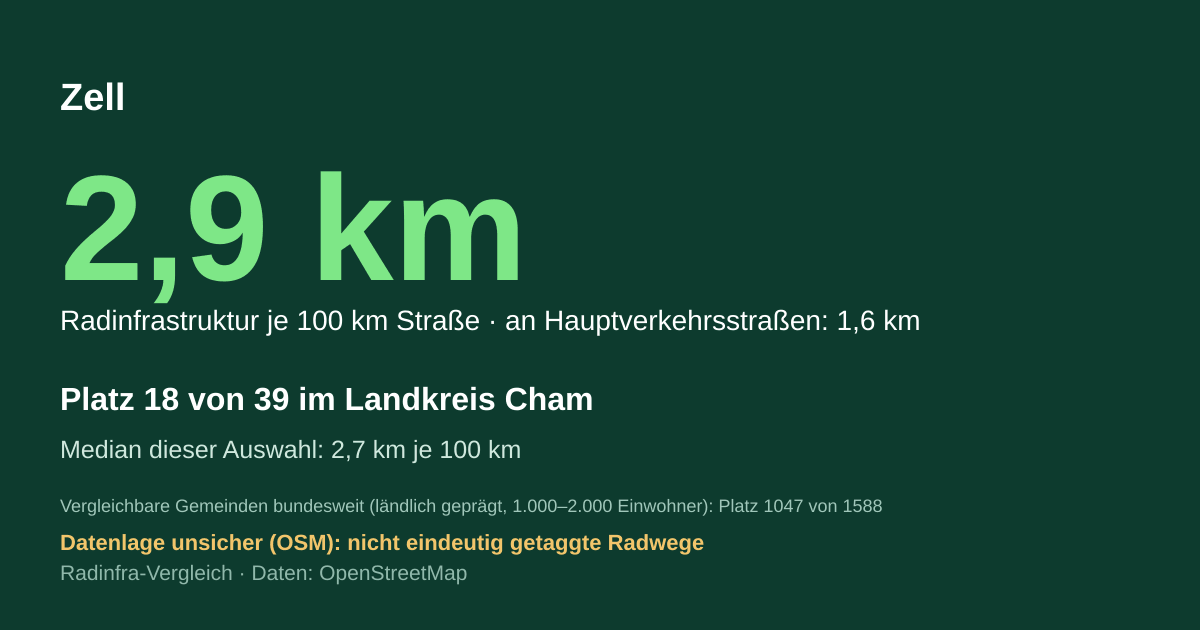 Zell
2,9 km
Radinfrastruktur je 100 km Straße · an Hauptverkehrsstraßen: 1,6 km
Platz 18 von 39 im Landkreis Cham
Median dieser Auswahl: 2,7 km je 100 km
Vergleichbare Gemeinden bundesweit (ländlich geprägt, 1.000–2.000 Einwohner): Platz 1047 von 1588
Datenlage unsicher (OSM): nicht eindeutig getaggte Radwege
Radinfra-Vergleich · Daten: OpenStreetMap